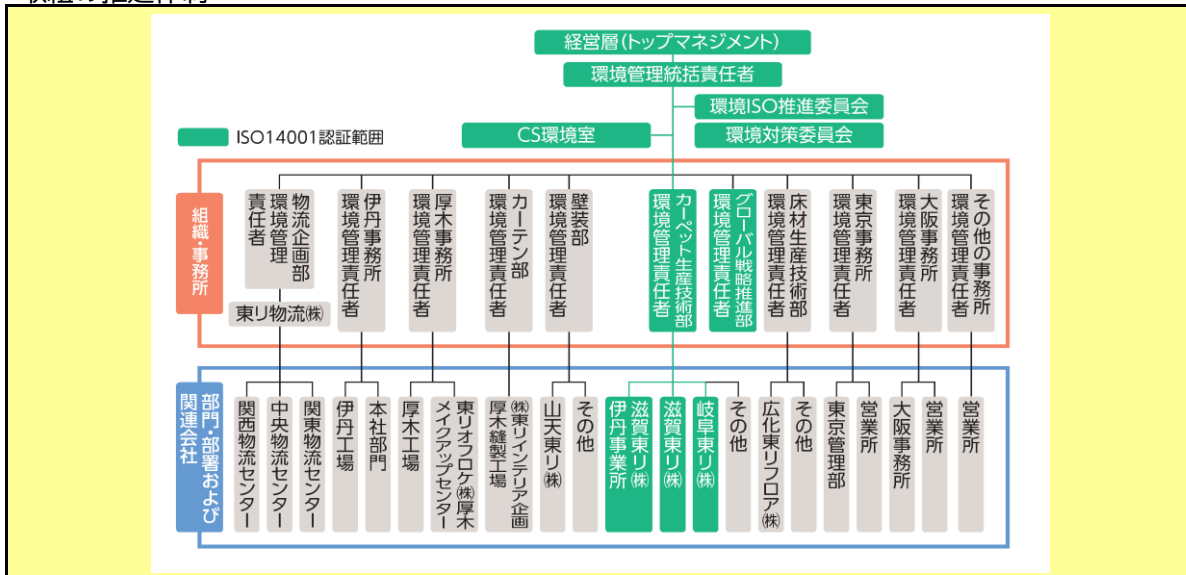 経営層(トップマネジメント)
環境管理統括責任者
環境ISO推進委員会
ISO14001認証範囲
CS環境室
環境対策委員会
組織・事務所
物流企画部
環境管理
責任者
東リ物流㈱
伊丹事務所
環境管理責任者
厚木事務所
環境管理責任者
カーテン部
環境管理責任者
壁装部
環境管理責任者
カーペット生産技術部
環境管理責任者
グローバル戦略推進部
環境管理責任者
床材生産技術部
環境管理責任者
東京事務所
環境管理責任者
大阪事務所
環境管理責任者
その他の事務所
環境管理責任者
部門・部署および
関連会社
関西物流センター
中央物流センター
関東物流センター
伊丹工場
本社部門
厚木工場
東リオフロケ㈱厚木
メイクアップセンター
㈱東リインテリア企画
厚木縫製工場
山天東リ㈱
その他
滋賀東リ㈱
伊丹事業所
滋賀東リ㈱
岐阜東リ㈱
その他
広化東リフロア㈱
その他
東京管理部
営業所
大阪事務所
営業所
営業所